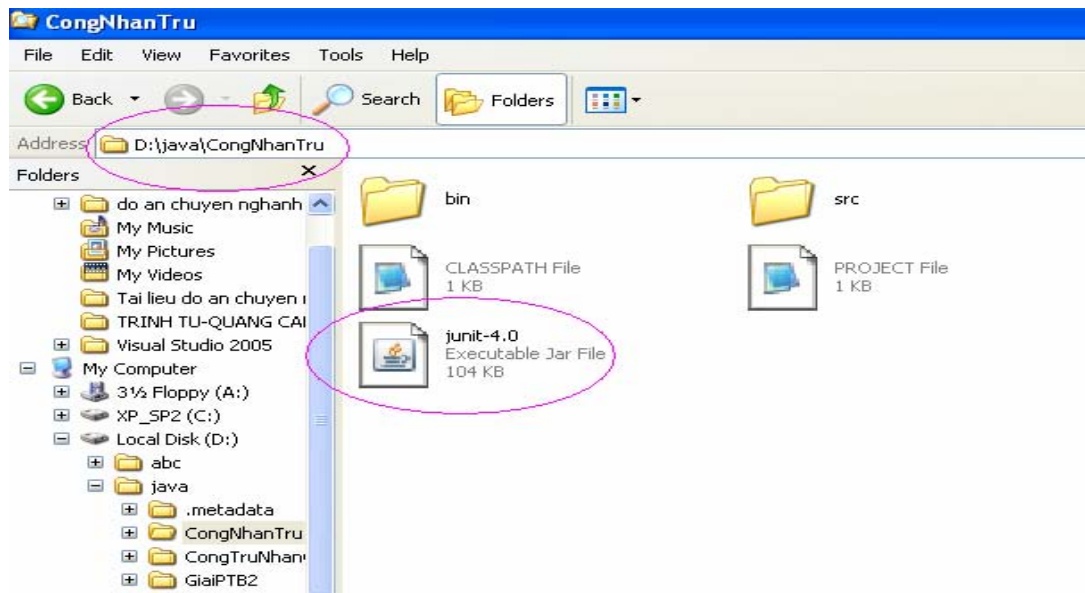 CongNhanTru
File Edit View Favorites Tools Help
Back Search Folders
Address D:\java\CongNhanTru
Folders X
do an chuyen nghanh
My Music
My Pictures
My Videos
Tai lieu do an chuyen
TRINH TU-QUANG CAI
Visual Studio 2005
My Computer
3½ Floppy (A:)
XP_SP2 (C:)
Local Disk (D:)
abc
java
.metadata
CongNhanTru
CongTruNhan
GiaiPTB2
bin
src
CLASSPATH File
1 KB
PROJECT File
1 KB
junit-4.0
Executable Jar File
104 KB